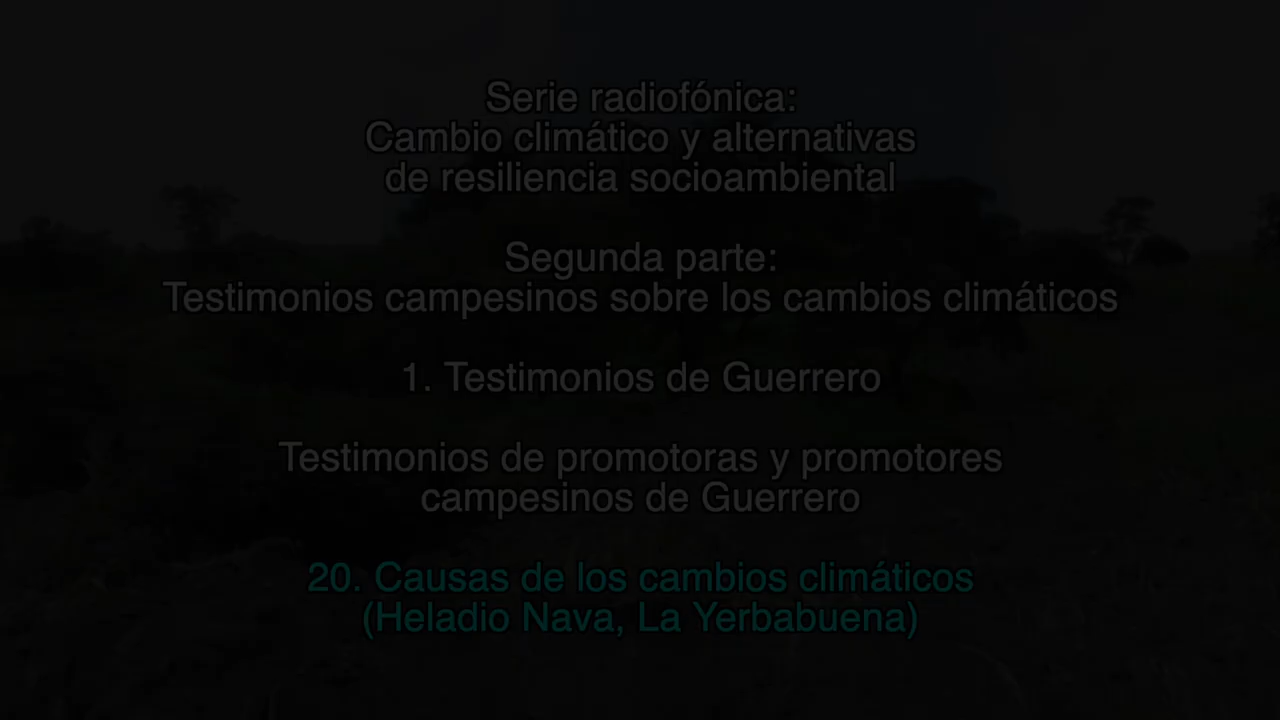 Serie radiofónica:
Cambio climático y alternativas
de resiliencia socioambiental
Segunda parte:
Testimonios campesinos sobre los cambios climáticos
1. Testimonios de Guerrero
Testimonios de promotoras y promotores
campesinos de Guerrero
20. Causas de los cambios climáticos
(Heladio Nava, La Yerbabuena)